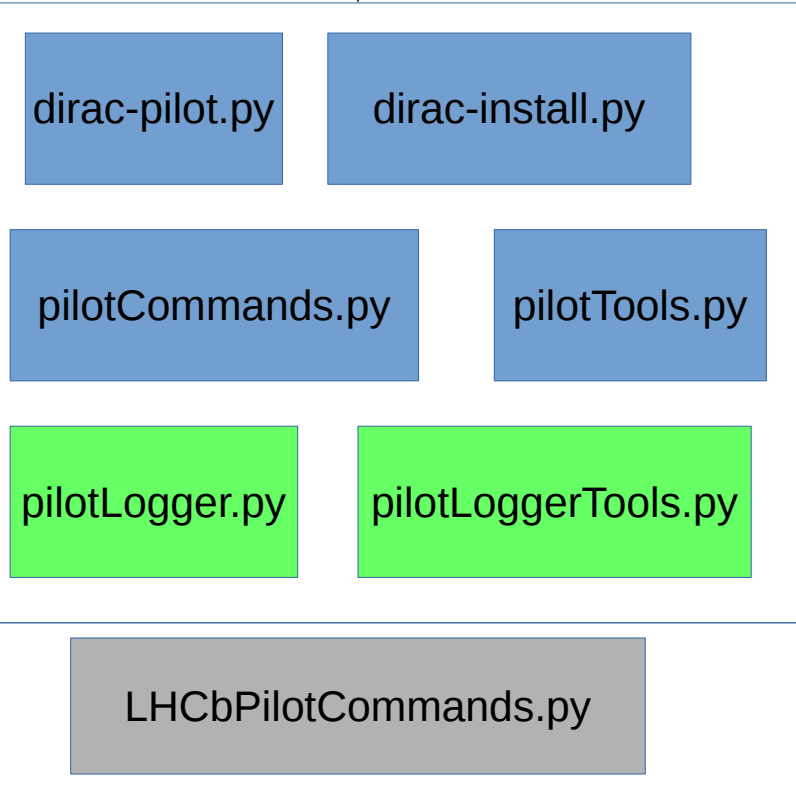 dirac-pilot.py
dirac-install.py
pilotCommands.py
pilotTools.py
pilotLogger.py
pilotLoggerTools.py
LHCbPilotCommands.py